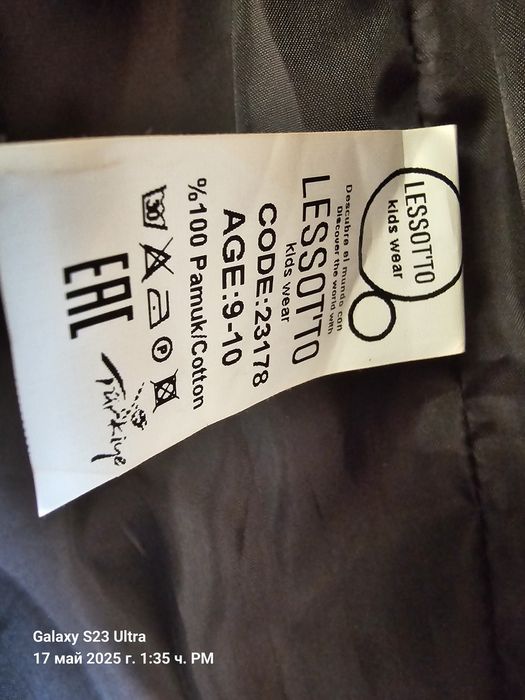 LESSOTTO
kids wear
Descubre el mundo con
Discover the world with
LESSOTTO
kids wear
CODE:23178
AGE:9-10
%100 Pamuk/Cotton
30
P
EAC
Türkiye
Galaxy S23 Ultra
17 май 2025 г. 1:35 ч. PM